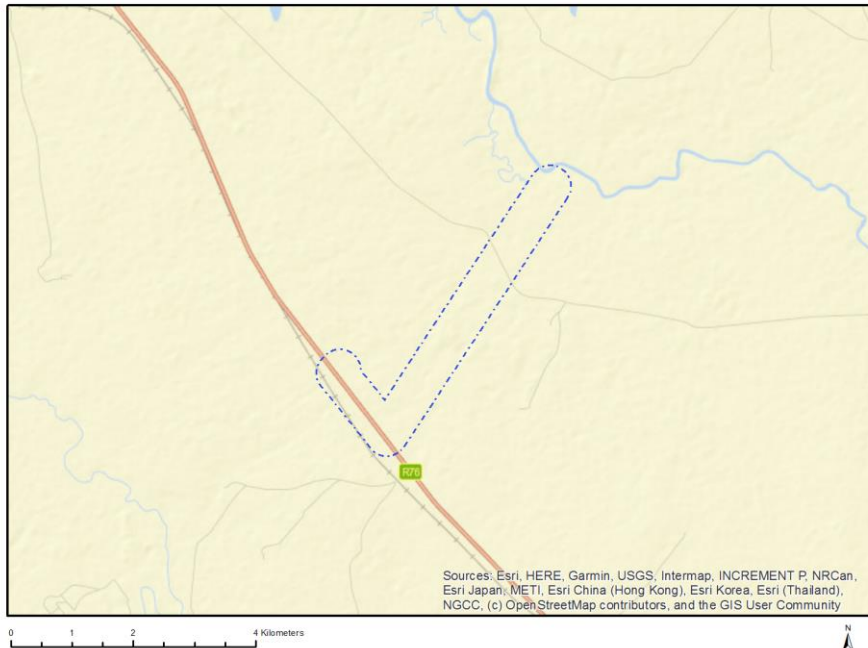 R76
Sources: Esri, HERE, Garmin, USGS, Intermap, INCREMENT P, NRCan,
Esri Japan, METI, Esri China (Hong Kong), Esri Korea, Esri (Thailand),
NGCC, (c) OpenStreetMap contributors, and the GIS User Community
0 1 2 4 Kilometers
N